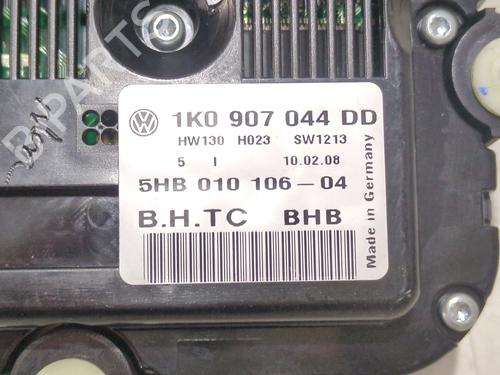 B-PARTS
1K0 907 044 DD
HW130 H023 SW1213
5 I 10.02.08
5HB 010 106-04
B.H.TC BHB
Made in Germany